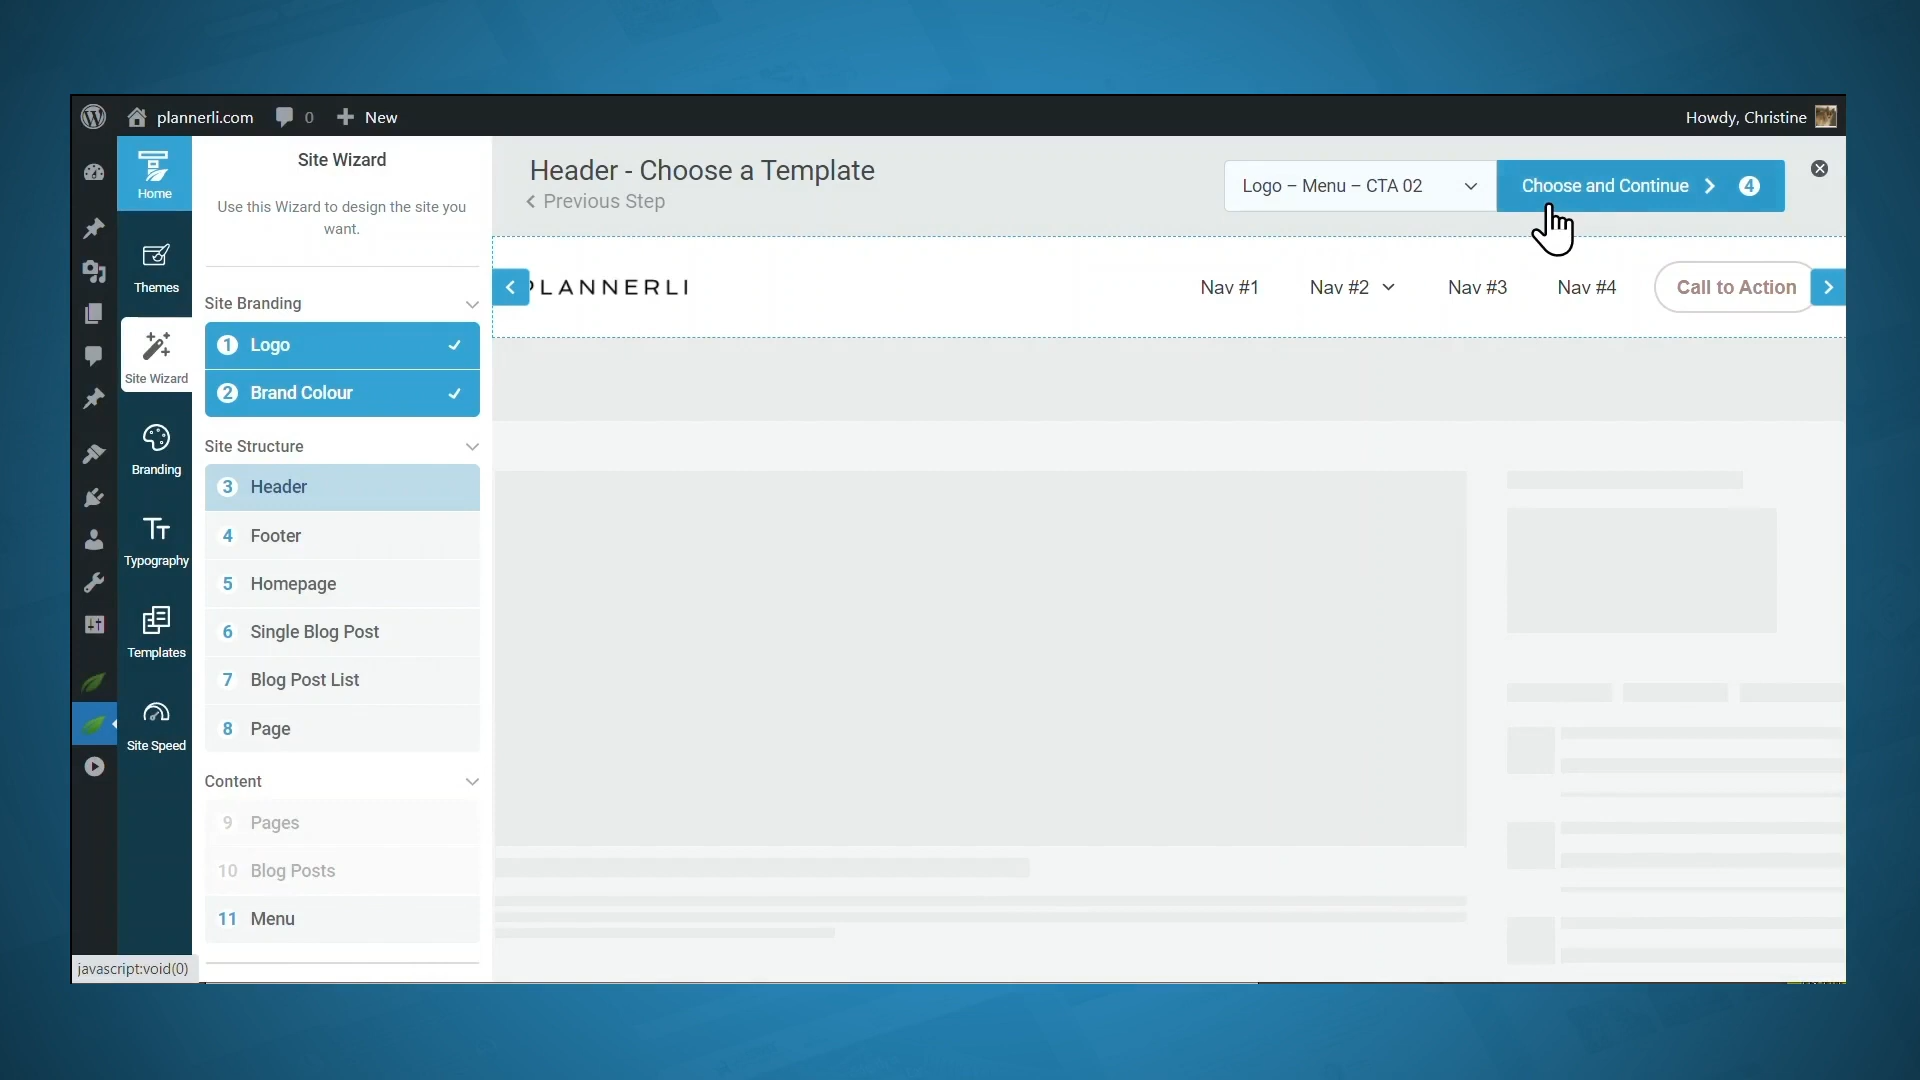 plannerli.com 0 New Howdy, Christine
Home
Themes
Site Wizard
Branding
Typography
Templates
Site Speed
Site Wizard
Use this Wizard to design the site you
want.
Site Branding
1 Logo
2 Brand Colour
Site Structure
3 Header
4 Footer
5 Homepage
6 Single Blog Post
7 Blog Post List
8 Page
Content
9 Pages
10 Blog Posts
11 Menu
Header - Choose a Template
Previous Step
Logo – Menu – CTA 02
Choose and Continue 4
PLANNERLI Nav #1 Nav #2 Nav #3 Nav #4 Call to Action
javascript:void(0)